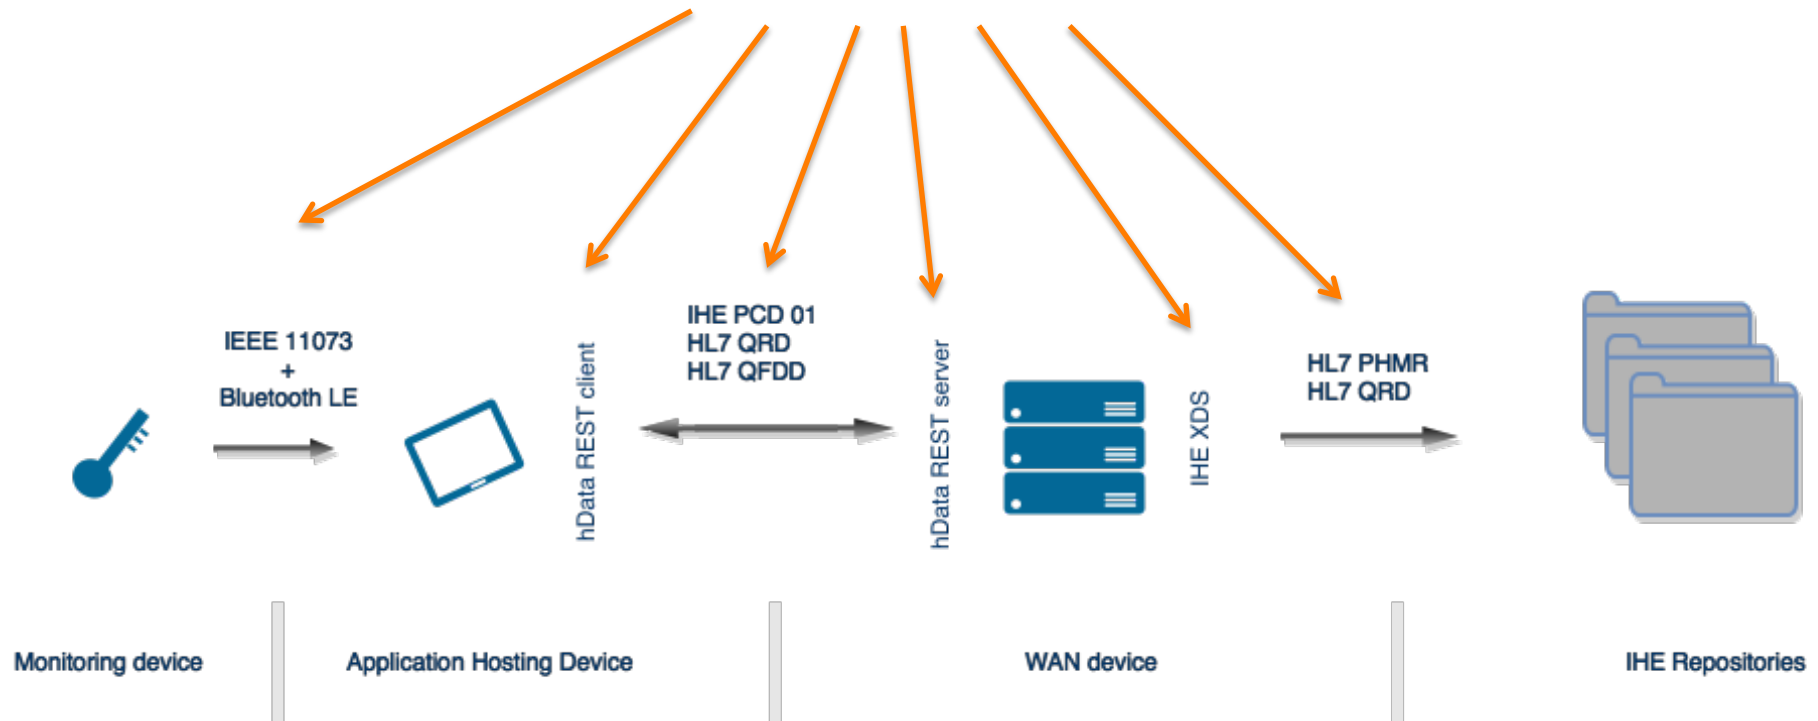 IEEE 11073
+
Bluetooth LE
hData REST client
IHE PCD 01
HL7 QRD
HL7 QFDD
hData REST server
IHE XDS
HL7 PHMR
HL7 QRD
Monitoring device
Application Hosting Device
WAN device
IHE Repositories